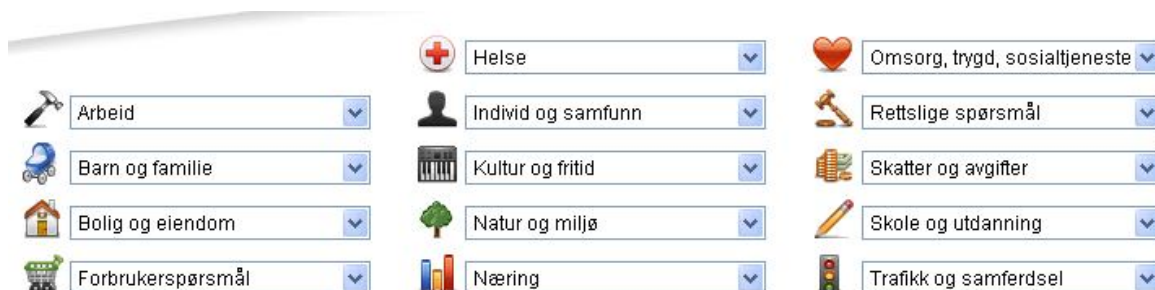 Arbeid
Barn og familie
Bolig og eiendom
Forbrukerspørsmål
Helse
Individ og samfunn
Kultur og fritid
Natur og miljø
Næring
Omsorg, trygd, sosialtjeneste
Rettslige spørsmål
Skatter og avgifter
Skole og utdanning
Trafikk og samferdsel